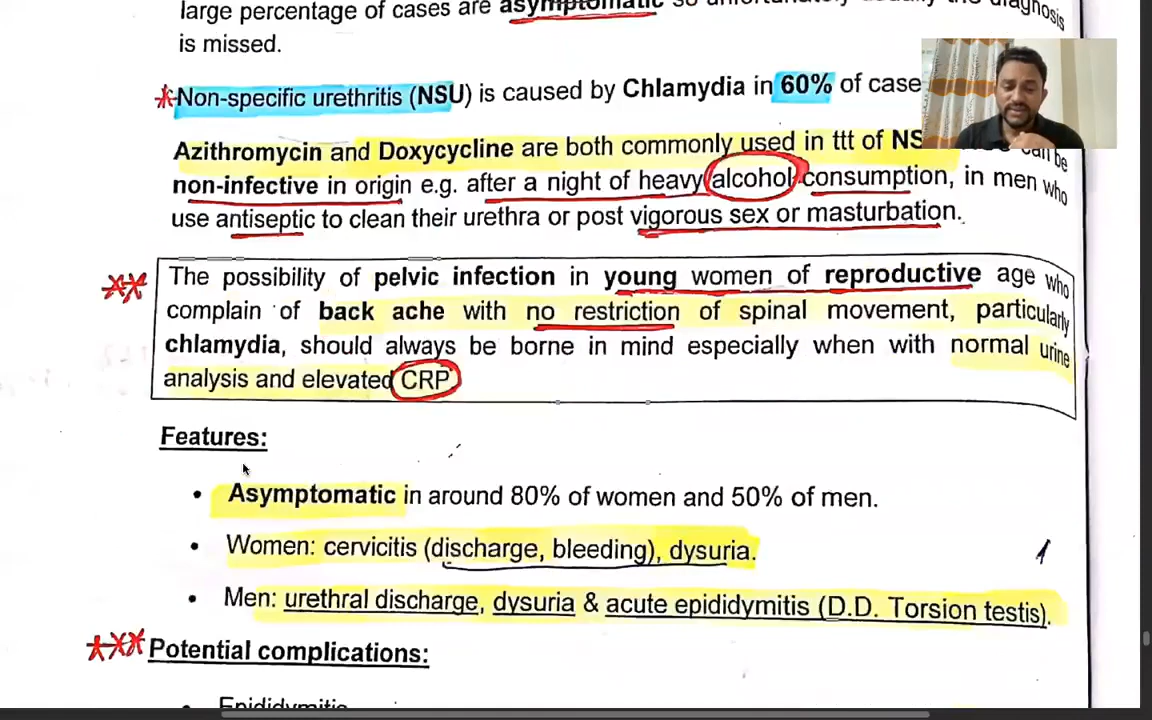 large percentage of cases are asymptomatic so unfortunately usually the diagnosis
is missed.
Non-specific urethritis (NSU) is caused by Chlamydia in 60% of case
Azithromycin and Doxycycline are both commonly used in ttt of NS can be
non-infective in origin e.g. after a night of heavy alcohol consumption, in men who
use antiseptic to clean their urethra or post vigorous sex or masturbation.
The possibility of pelvic infection in young women of reproductive age who
complain of back ache with no restriction of spinal movement, particularly
chlamydia, should always be borne in mind especially when with normal urine
analysis and elevated CRP
Features:
• Asymptomatic in around 80% of women and 50% of men.
• Women: cervicitis (discharge, bleeding), dysuria.
• Men: urethral discharge, dysuria & acute epididymitis (D.D. Torsion testis).
Potential complications:
• Epididymitis